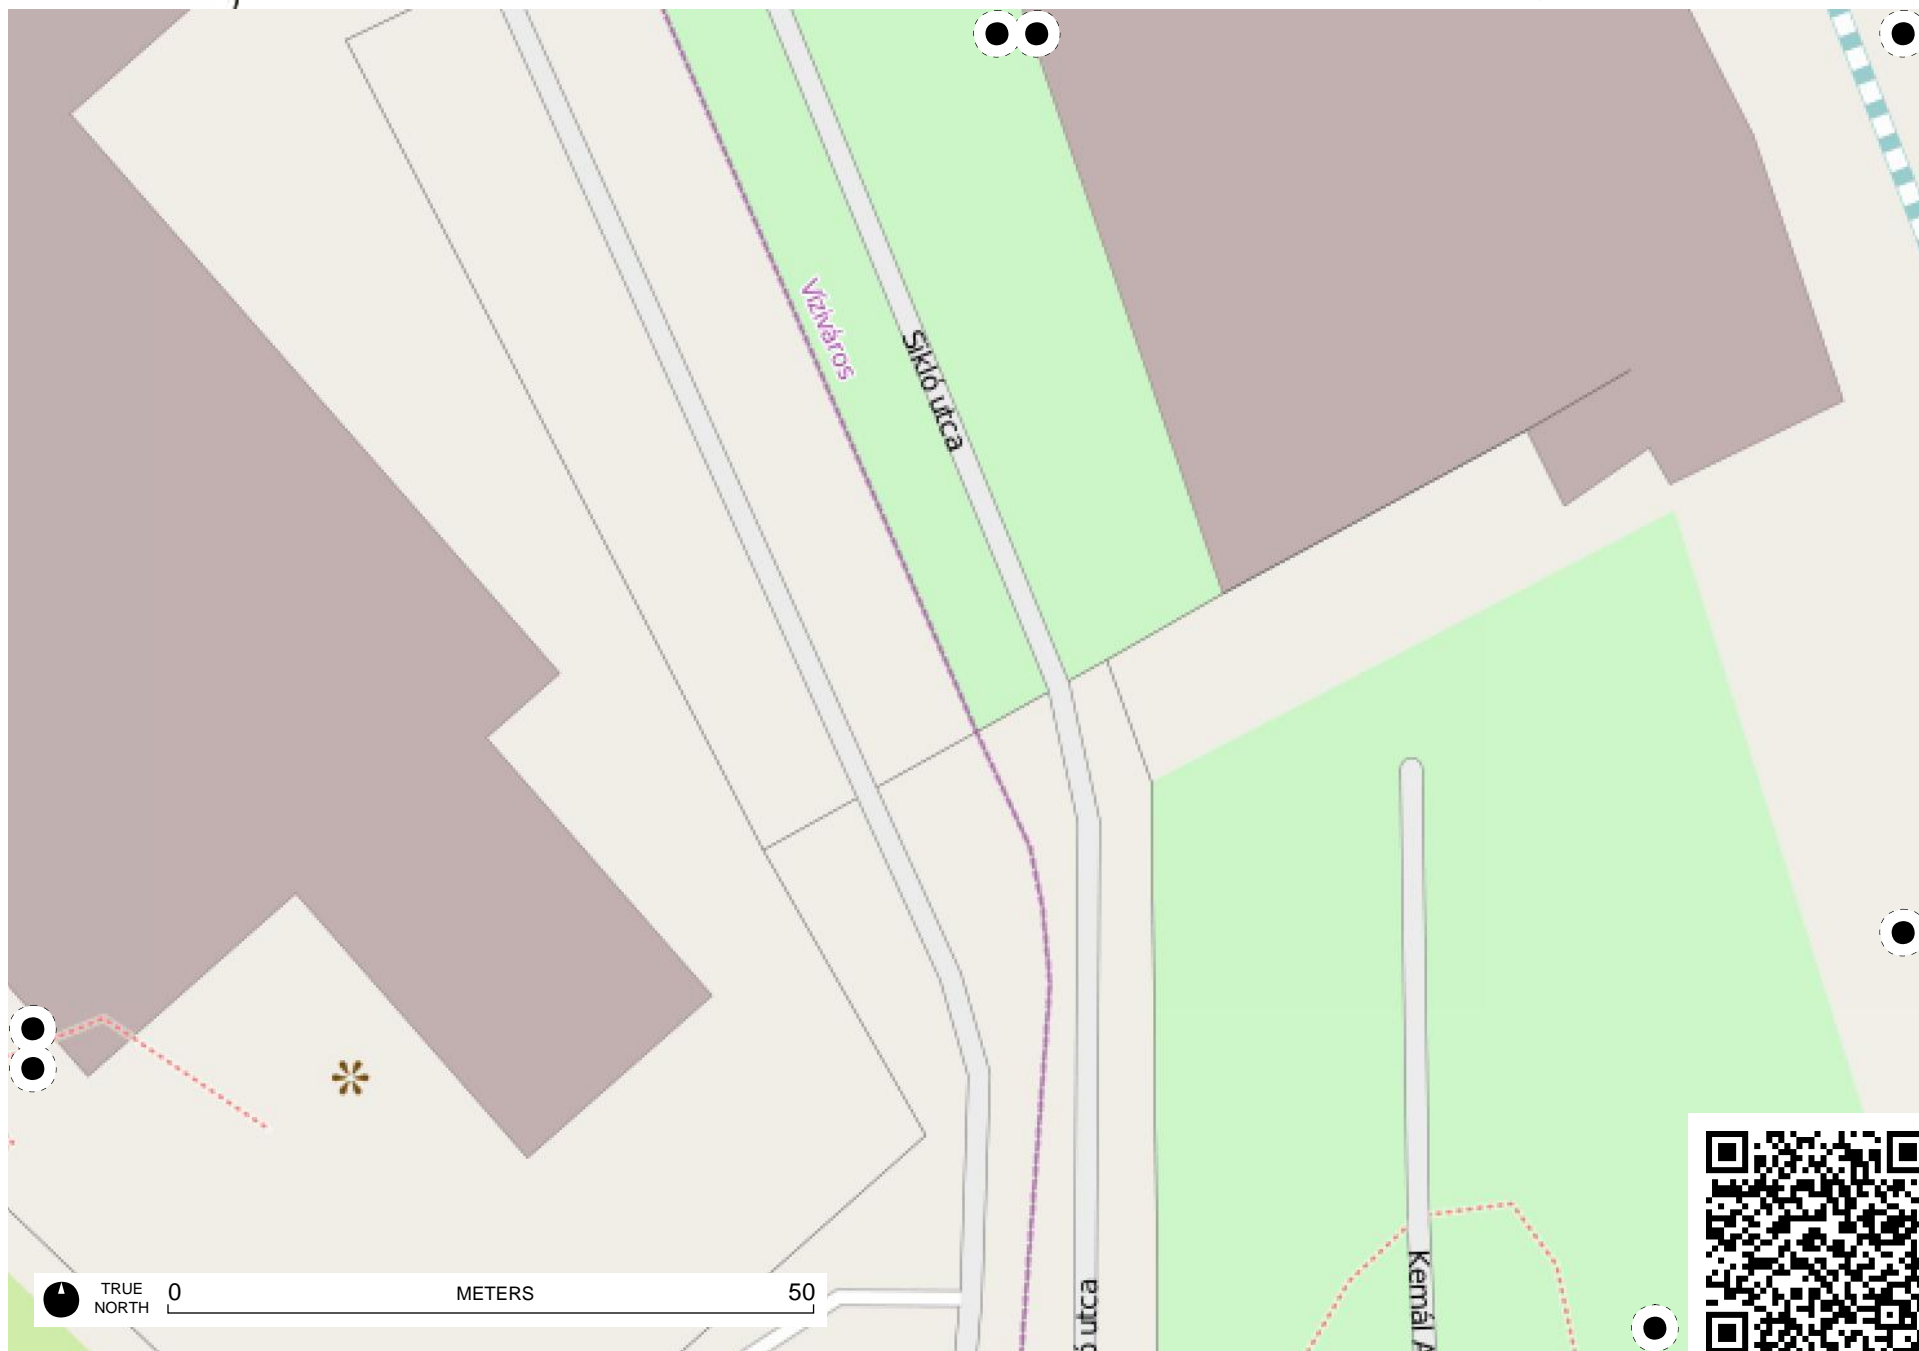 Víziváros
Sikló utca
ó utca
Kemál A
TRUE
NORTH
0
METERS
50